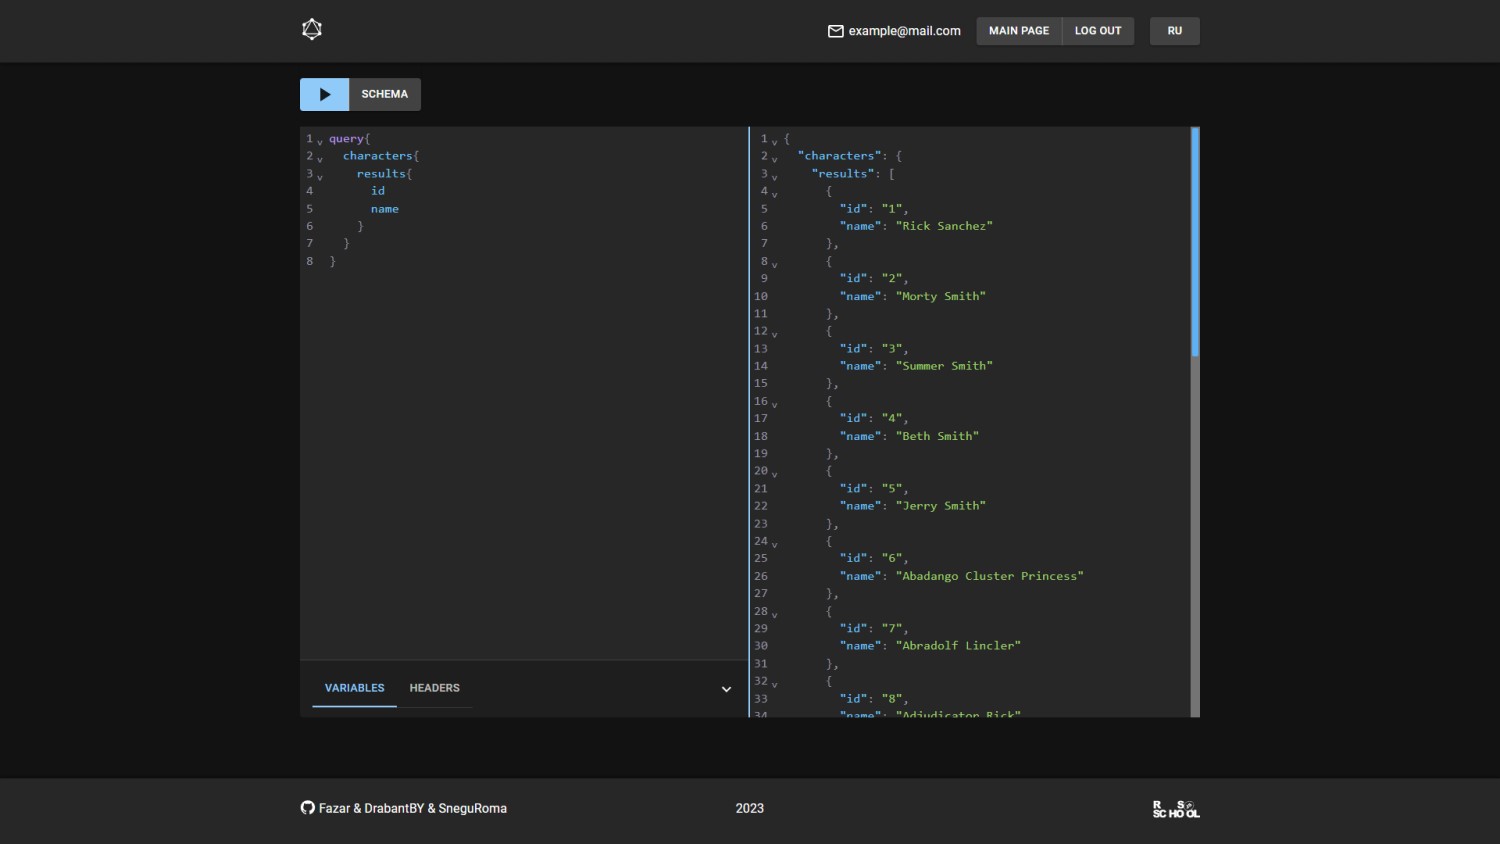 example@mail.com
MAIN PAGE
LOG OUT
RU
SCHEMA
1 query{
2 characters{
3 results{
4 id
5 name
6 }
7 }
8 }
VARIABLES
HEADERS
1 {
2 "characters": {
3 "results": [
4 {
5 "id": "1",
6 "name": "Rick Sanchez"
7 },
8 {
9 "id": "2",
10 "name": "Morty Smith"
11 },
12 {
13 "id": "3",
14 "name": "Summer Smith"
15 },
16 {
17 "id": "4",
18 "name": "Beth Smith"
19 },
20 {
21 "id": "5",
22 "name": "Jerry Smith"
23 },
24 {
25 "id": "6",
26 "name": "Abadango Cluster Princess"
27 },
28 {
29 "id": "7",
30 "name": "Abradolf Lincler"
31 },
32 {
33 "id": "8",
34 "name": "Adjudicator Rick"
Fazar & DrabantBY & SneguRoma
2023
R S
SCHOOL